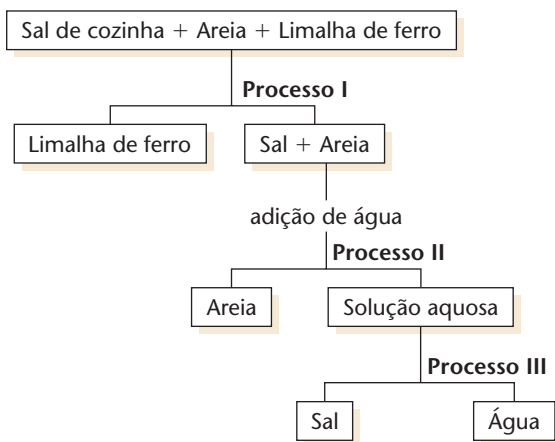 Sal de cozinha + Areia + Limalha de ferro
Processo I
Limalha de ferro
Sal + Areia
adição de água
Processo II
Areia
Solução aquosa
Processo III
Sal
Água